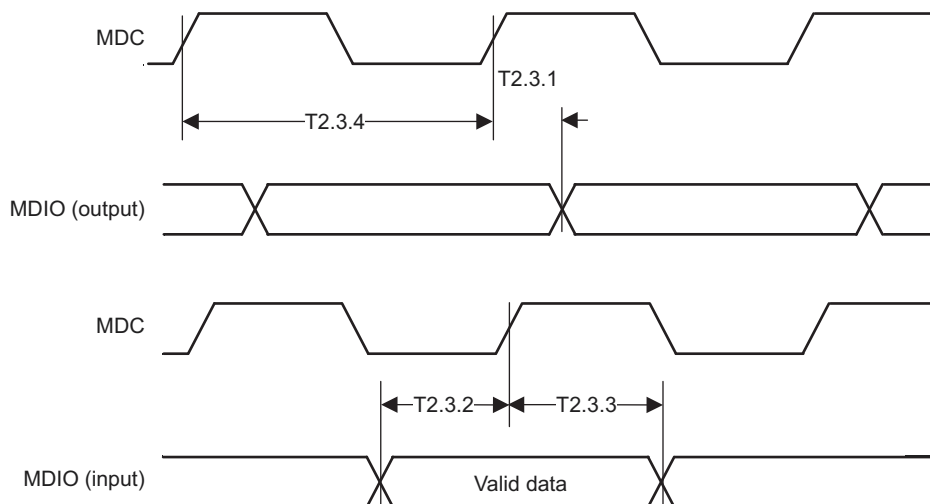 MDC
T2.3.1
T2.3.4
MDIO (output)
MDC
T2.3.2
T2.3.3
MDIO (input)
Valid data